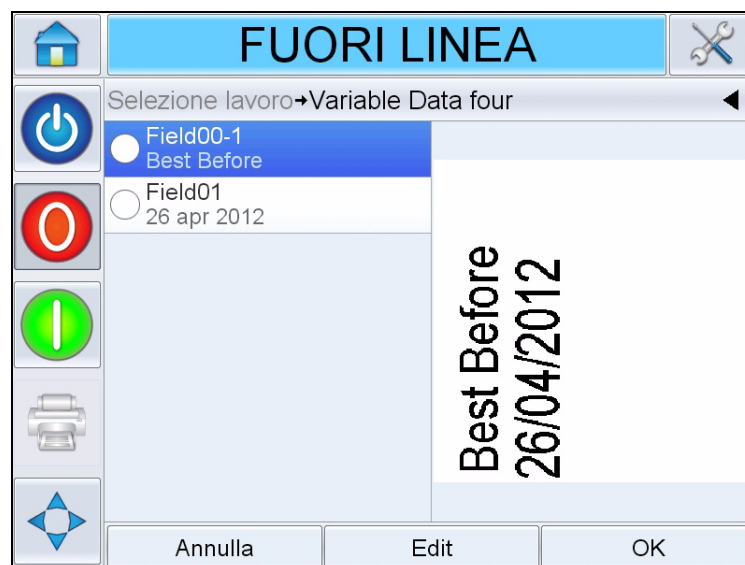 FUORI LINEA
Selezione lavoro→Variable Data four
Field00-1
Best Before
Field01
26 apr 2012
Best Before
26/04/2012
Annulla
Edit
OK